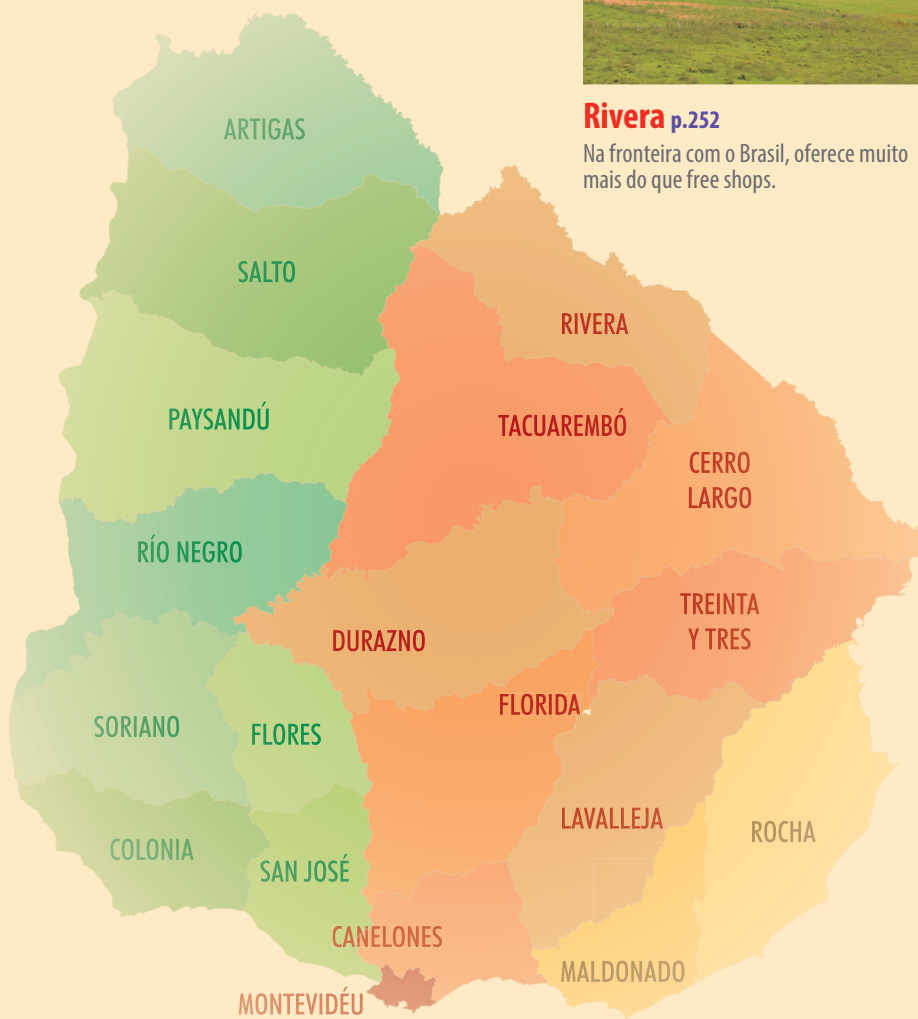 Rivera p.252
Na fronteira com o Brasil, oferece muito
mais do que free shops.
ARTIGAS
SALTO
RIVERA
PAYSANDÚ
TACUAREMBÓ
CERRO
LARGO
RÍO NEGRO
TREINTA
Y TRES
DURAZNO
FLORIDA
SORIANO
FLORES
LAVALLEJA
ROCHA
COLONIA
SAN JOSÉ
CANELONES
MALDONADO
MONTEVIDÉU